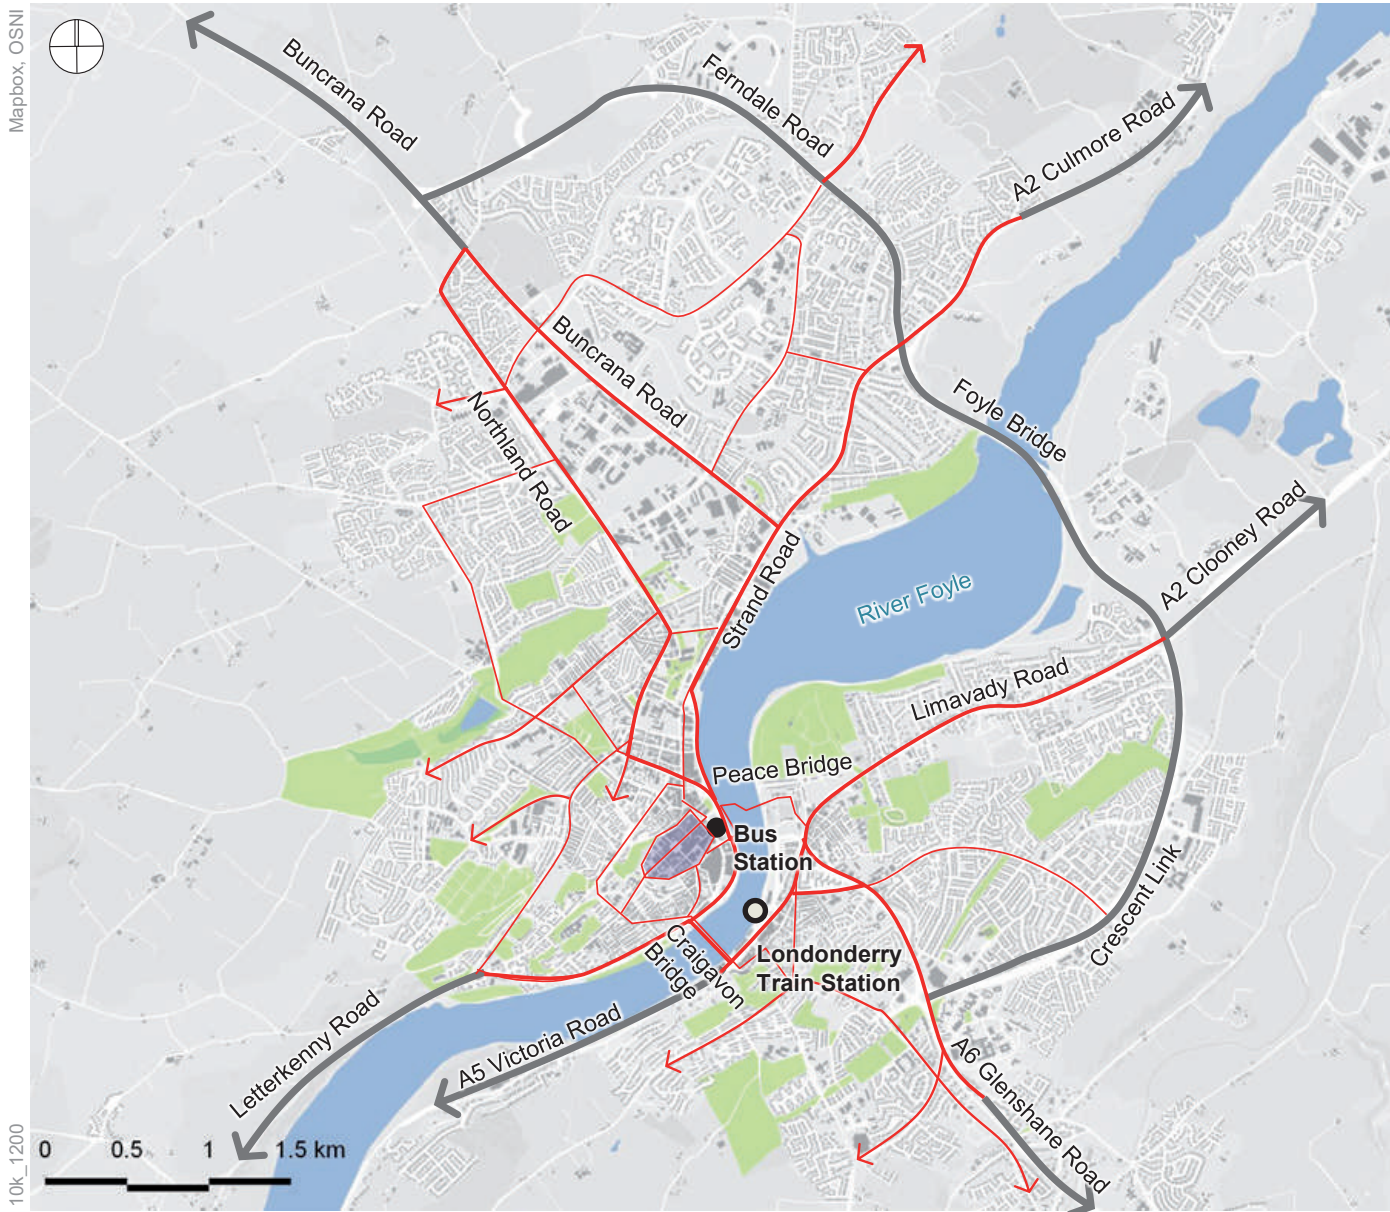 Mapbox, OSNI
Buncrana Road
Ferndale Road
A2 Culmore Road
Buncrana Road
Northland Road
Foyle Bridge
A2 Clooney Road
Strand Road
River Foyle
Limavady Road
Peace Bridge
Bus
Station
Crescent Link
Craigavon
Bridge
Londonderry
Train Station
Letterkenny Road
A5 Victoria Road
A6 Glenshane Road
0 0.5 1 1.5 km
10k_1200